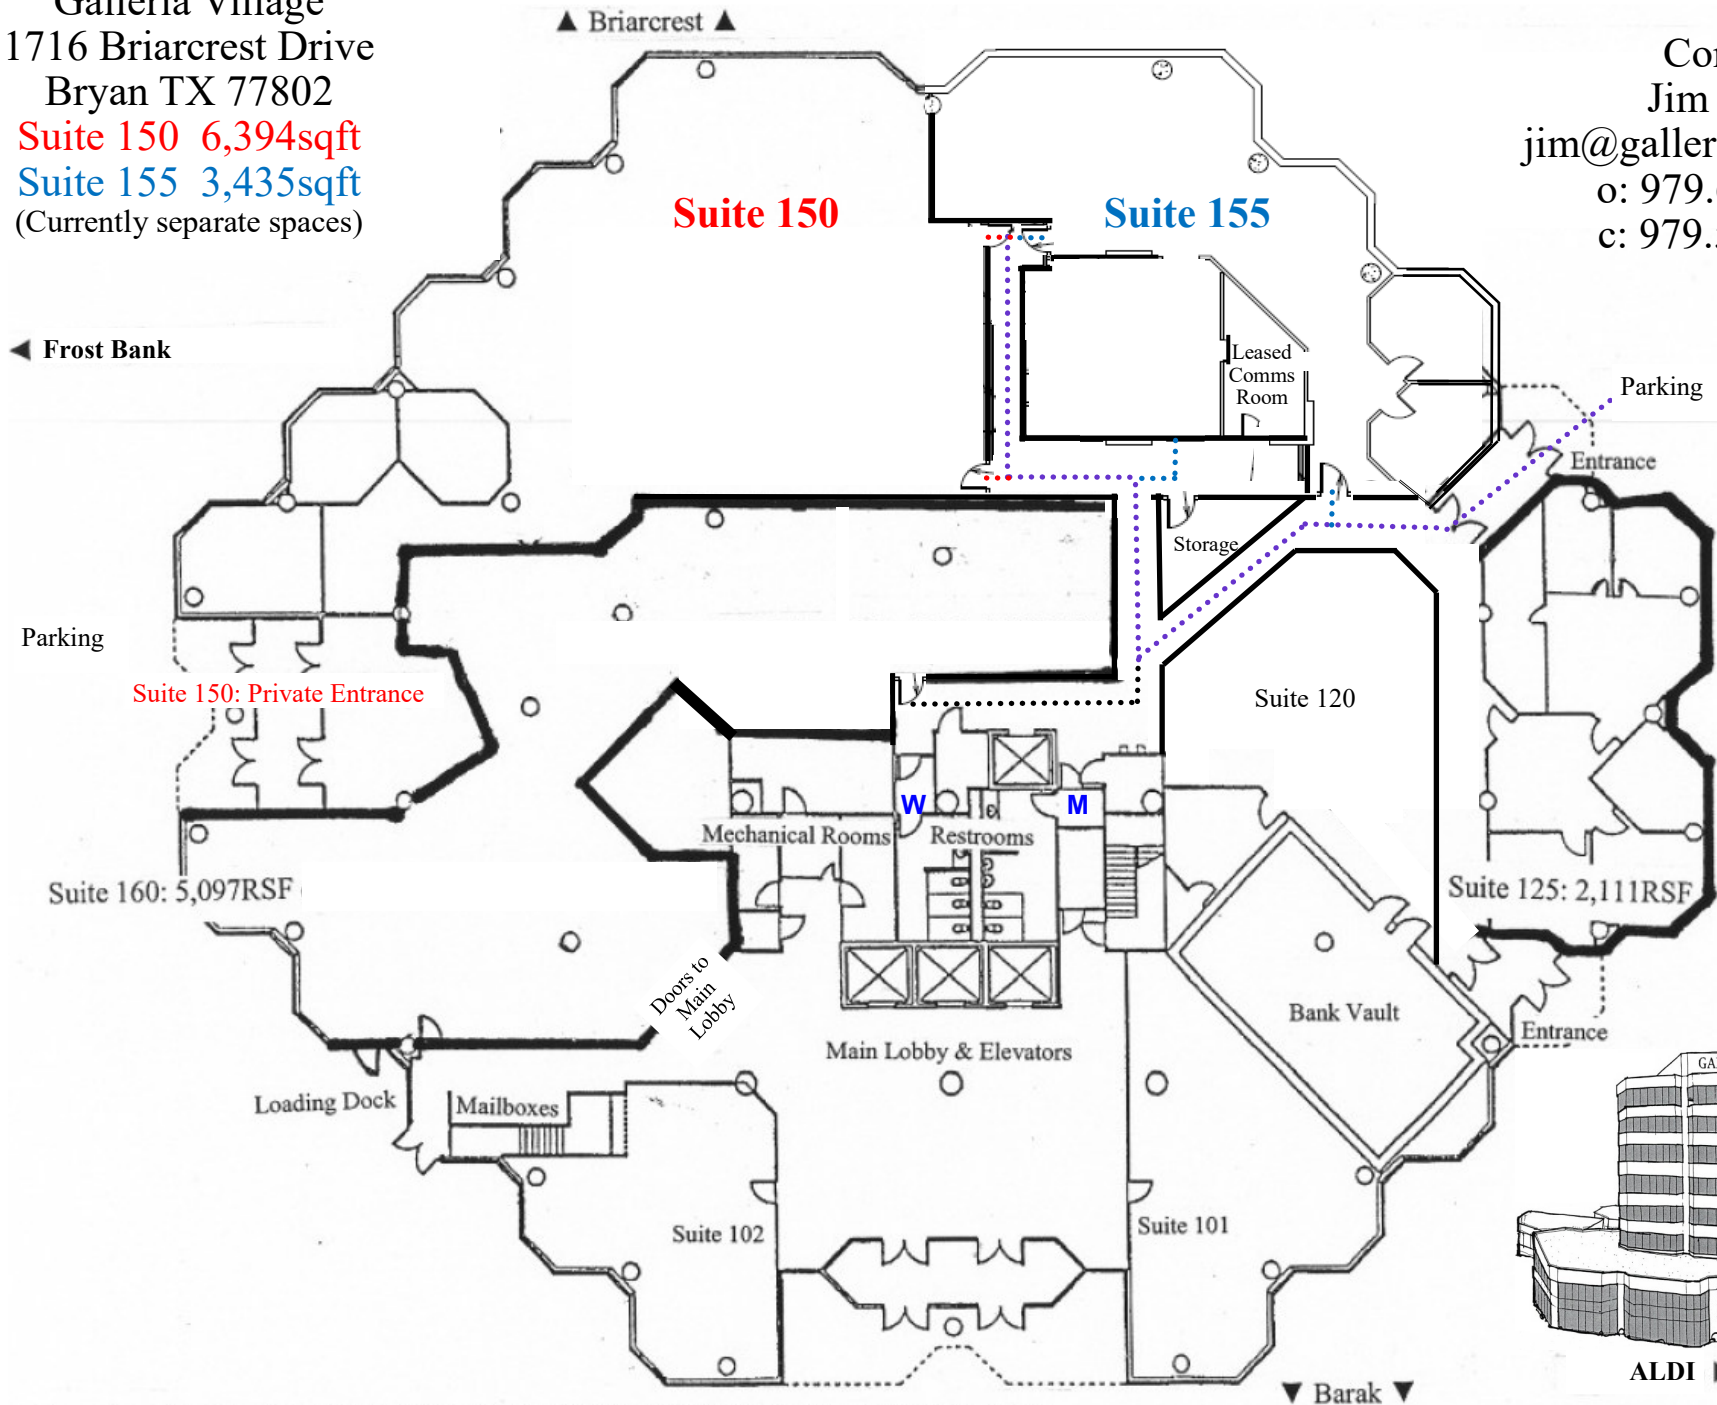 Galleria Village
1716 Briarcrest Drive
Bryan TX 77802
Suite 150 6,394sqft
Suite 155 3,435sqft
(Currently separate spaces)
▲ Briarcrest ▲
Jim
o: 979.
c: 979.
Suite 150
Suite 155
◀ Frost Bank
Leased
Comms
Room
Parking
Entrance
Storage
Parking
Suite 150: Private Entrance
Suite 120
W
M
Mechanical Rooms
Restrooms
Suite 160: 5,097RSF
Suite 125: 2,111RSF
Doors to
Main
Lobby
Bank Vault
Entrance
Main Lobby & Elevators
Loading Dock
Mailboxes
Suite 102
Suite 101
ALDI
▼ Barak ▼